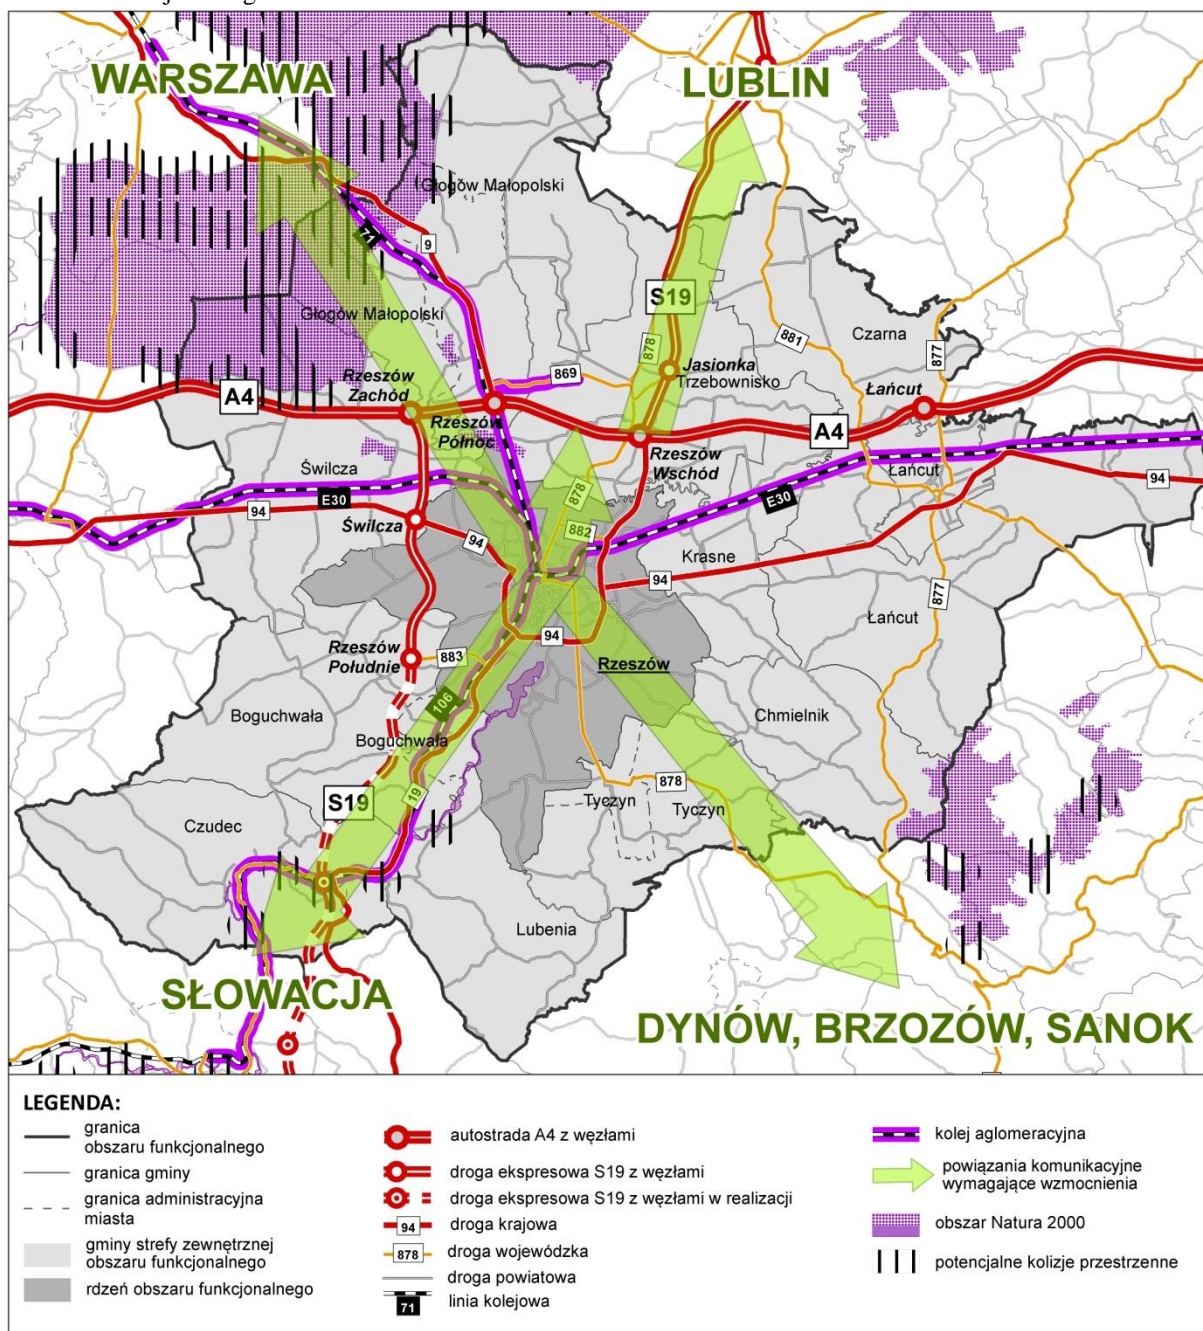 WARSZAWA
LUBLIN
Głogów Małopolski
71
9
S19
878
881
Czarna
877
Głogów Małopolski
Jasionka
Trzebownisko
Rzeszów
Zachód
869
Łańcut
A4
Rzeszów
Północ
A4
Rzeszów
Wschód
Świlcza
E30
94
Świlcza
94
878
882
E30
Łańcut
94
Krasne
94
877
Łańcut
94
Rzeszów
Rzeszów
Południe
883
106
Boguchwała
Boguchwała
Chmielnik
S19
19
878
Tyczyn
Tyczyn
Czudec
Lubenia
SŁOWACJA
DYNÓW, BRZOZÓW, SANOK
LEGENDA:
granica
obszaru funkcjonalnego
granica gminy
granica administracyjna
miasta
gminy strefy zewnętrznej
obszaru funkcjonalnego
rdzeń obszaru funkcjonalnego
autostrada A4 z węzłami
droga ekspresowa S19 z węzłami
droga ekspresowa S19 z węzłami w realizacji
94 droga krajowa
878 droga wojewódzka
droga powiatowa
linia kolejowa
71
kolej aglomeracyjna
powiązania komunikacyjne
wymagające wzmocnienia
obszar Natura 2000
potencjalne kolizje przestrzenne